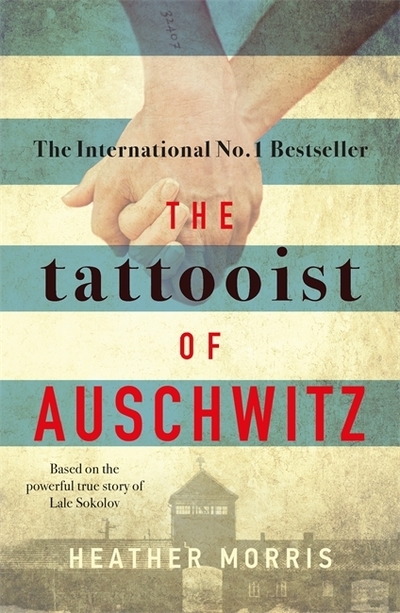 32407
The International No. 1 Bestseller
THE
tattooist
OF
AUSCHWITZ
Based on the
powerful true story of
Lale Sokolov
HEATHER MORRIS